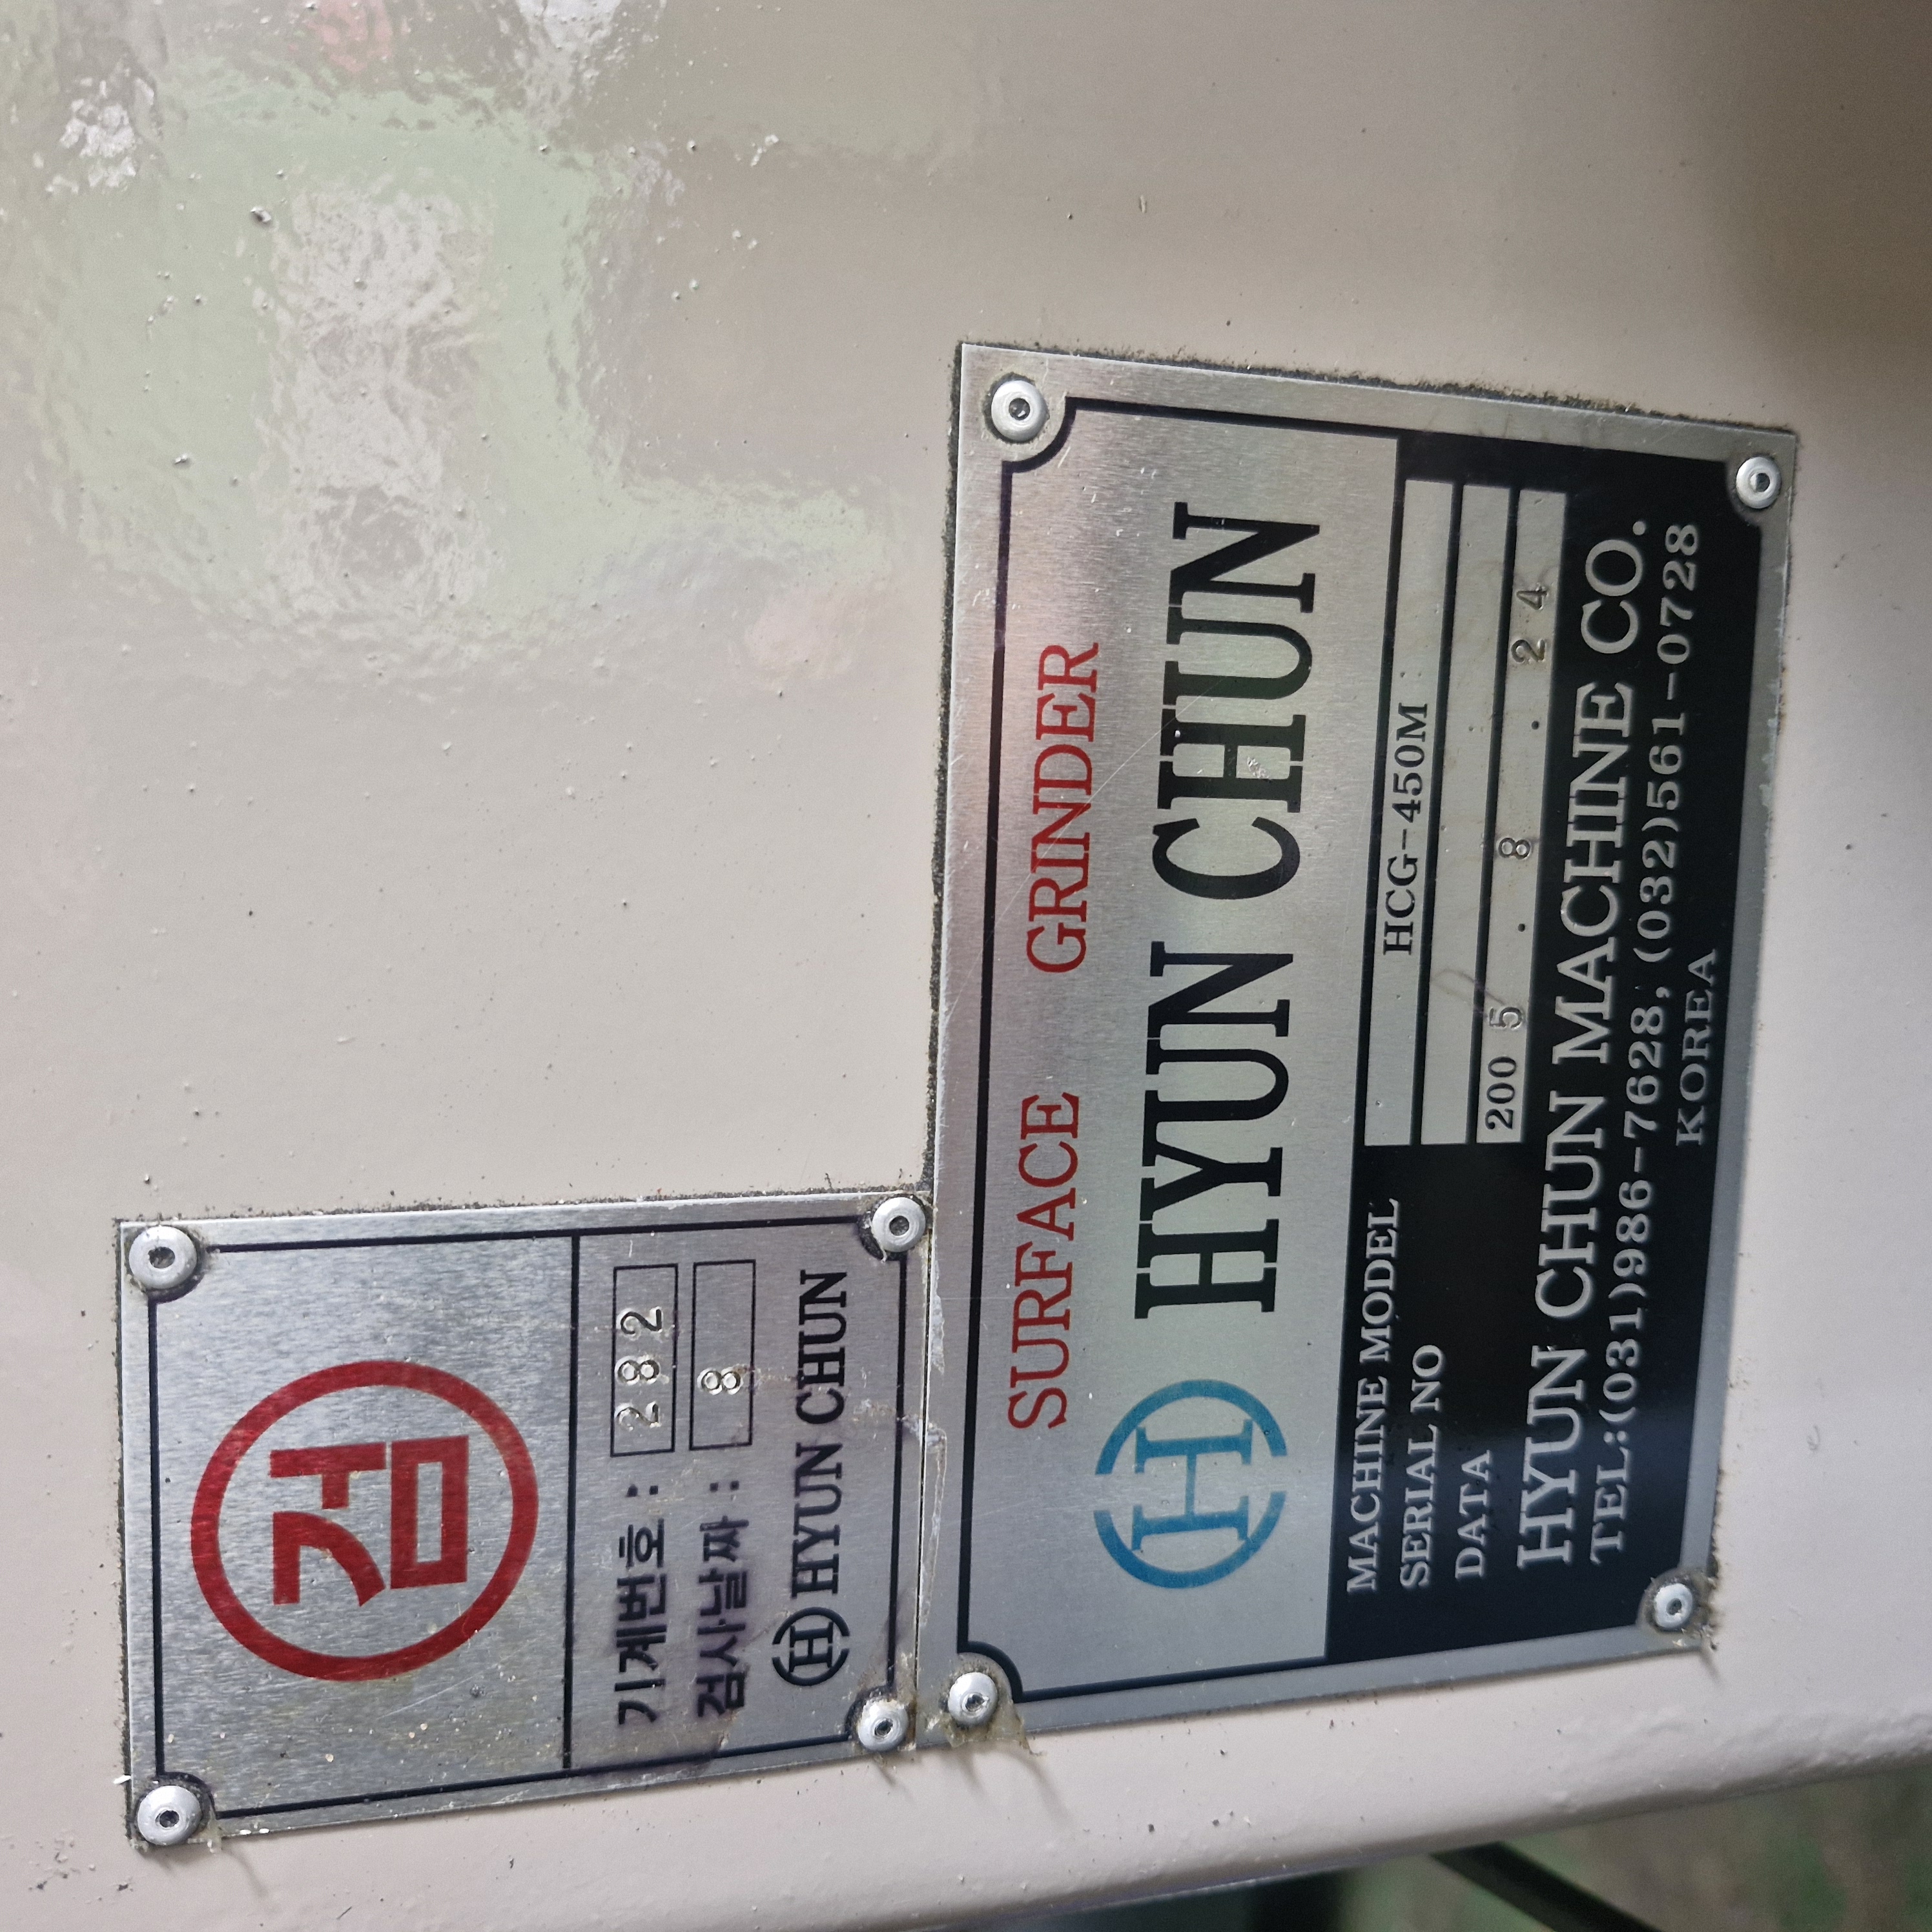 검
기계번호 : 282
검사날짜 : 8
H HYUN CHUN
SURFACE GRINDER
H HYUN CHUN
MACHINE MODEL HCG-450M
SERIAL NO
DATA 200 5 . 8 . 24
HYUN CHUN MACHINE CO.
TEL:(031)986-7628, (032)561-0728
KOREA